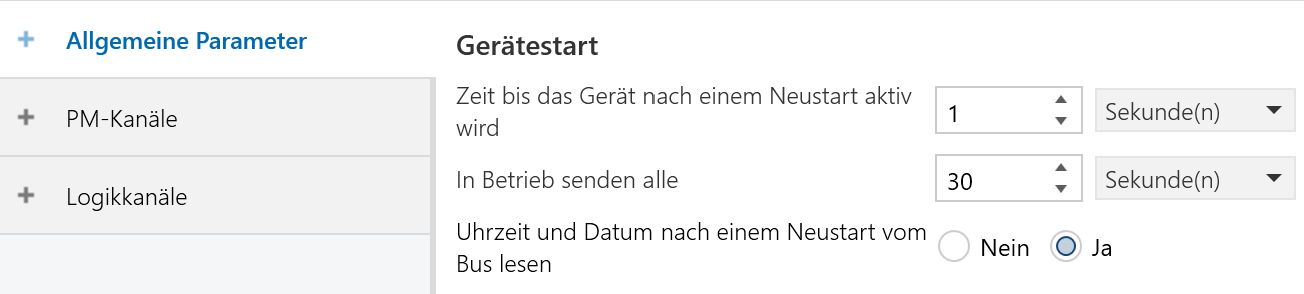 Allgemeine Parameter
PM-Kanäle
Logikkanäle
Gerätestart
Zeit bis das Gerät nach einem Neustart aktiv
wird
1
Sekunde(n)
In Betrieb senden alle
30
Sekunde(n)
Uhrzeit und Datum nach einem Neustart vom
Bus lesen
Nein
Ja